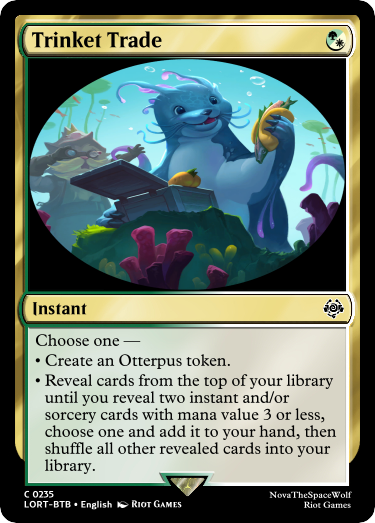 Trinket Trade
Instant
Choose one —
• Create an Otterpus token.
• Reveal cards from the top of your library
until you reveal two instant and/or
sorcery cards with mana value 3 or less,
choose one and add it to your hand, then
shuffle all other revealed cards into your
library.
C 0235
LORT-BTB • English Riot Games
NovaTheSpaceWolf
Riot Games